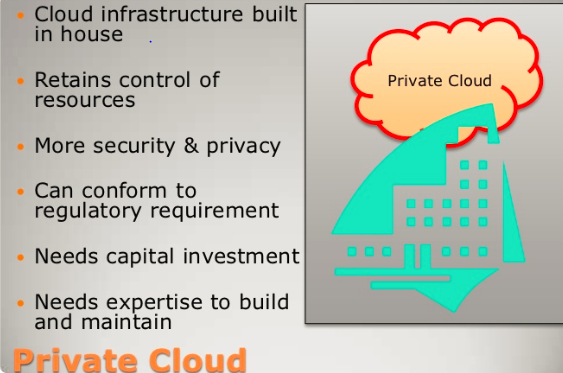 Cloud infrastructure built
in house
Retains control of
resources
More security & privacy
Can conform to
regulatory requirement
Needs capital investment
Needs expertise to build
and maintain
Private Cloud
Private Cloud